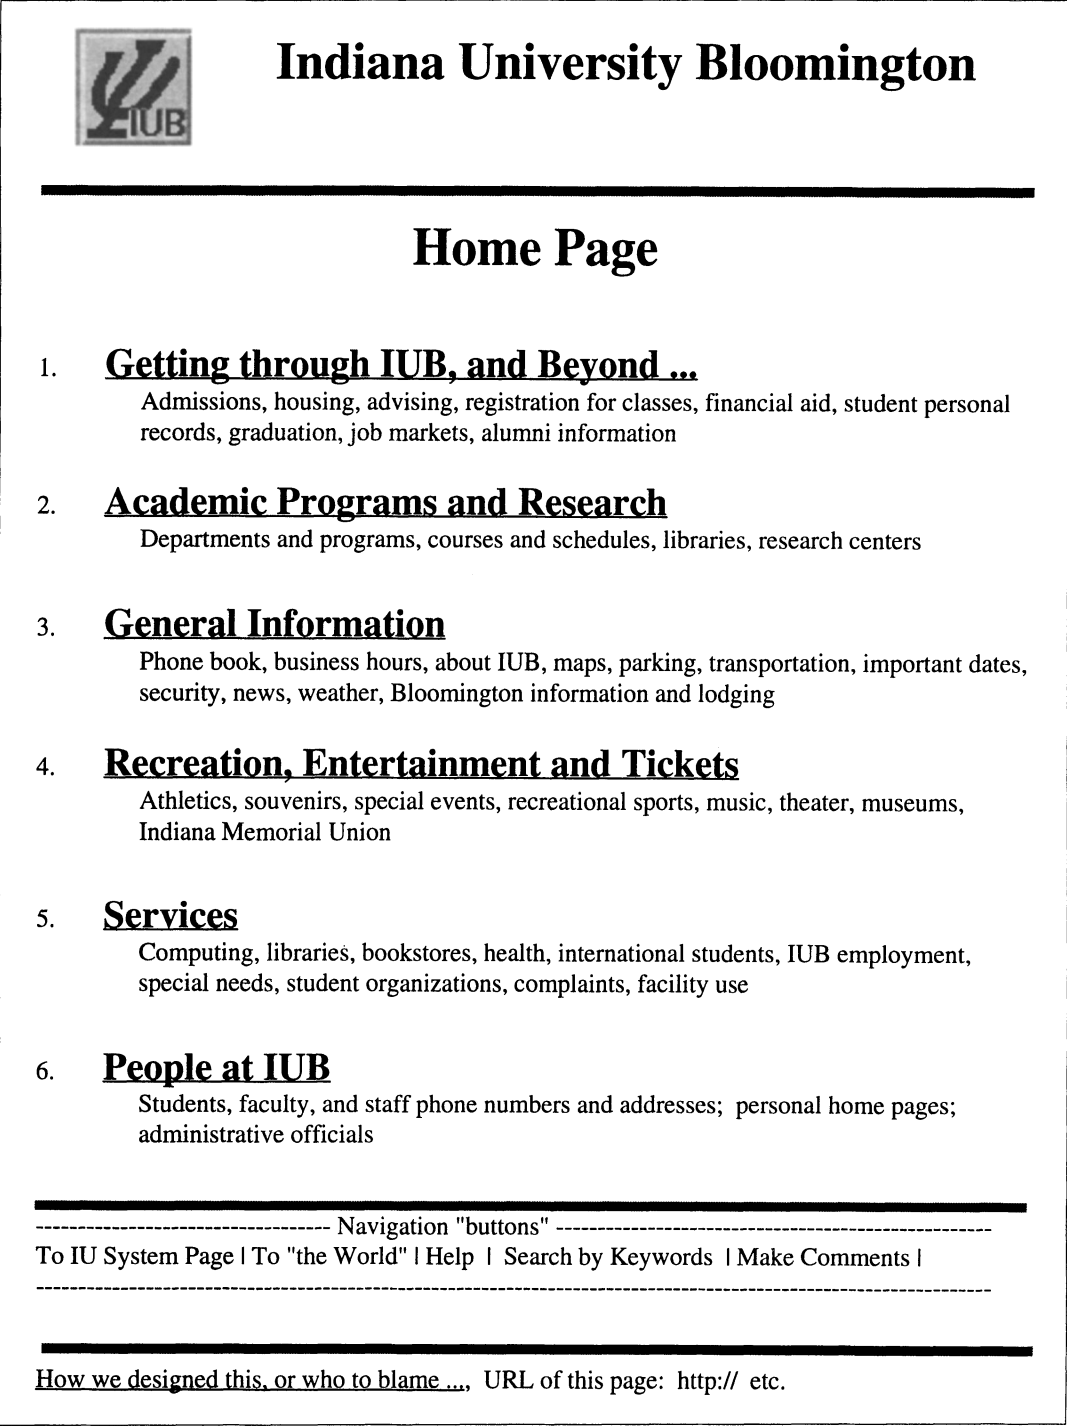 IUB
Indiana University Bloomington
Home Page
1. Getting through IUB, and Beyond ...
Admissions, housing, advising, registration for classes, financial aid, student personal
records, graduation, job markets, alumni information
2. Academic Programs and Research
Departments and programs, courses and schedules, libraries, research centers
3. General Information
Phone book, business hours, about IUB, maps, parking, transportation, important dates,
security, news, weather, Bloomington information and lodging
4. Recreation, Entertainment and Tickets
Athletics, souvenirs, special events, recreational sports, music, theater, museums,
Indiana Memorial Union
5. Services
Computing, libraries, bookstores, health, international students, IUB employment,
special needs, student organizations, complaints, facility use
6. People at IUB
Students, faculty, and staff phone numbers and addresses; personal home pages;
administrative officials
----------------------------------- Navigation "buttons" ----------------------------------------------------
To IU System Page | To "the World" | Help | Search by Keywords | Make Comments |
------------------------------------------------------------------------------------------------------------------
How we designed this, or who to blame ..., URL of this page: http:// etc.